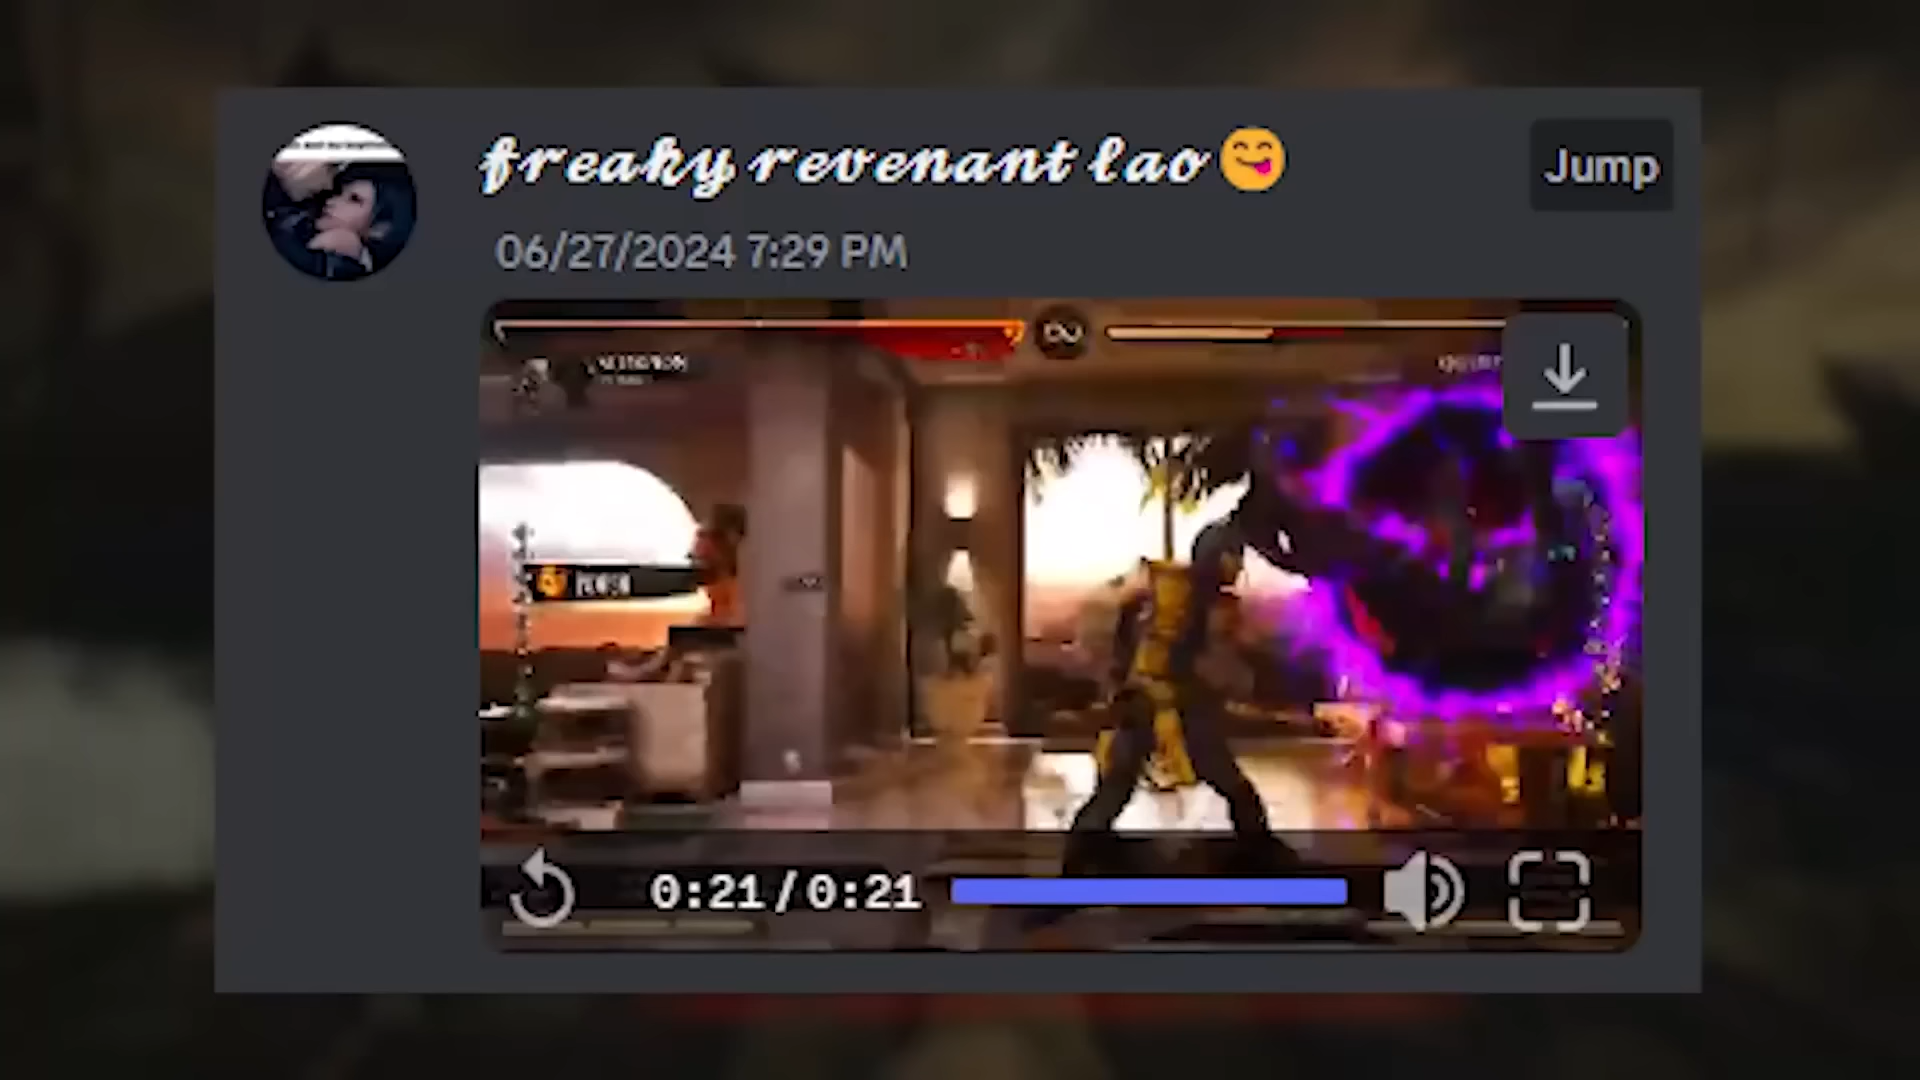 𝓯𝓻𝓮𝓪𝓴𝔂 𝓻𝓮𝓿𝓮𝓷𝓪𝓷𝓽 𝓵𝓪𝓸 😋
Jump
06/27/2024 7:29 PM
0:21/0:21